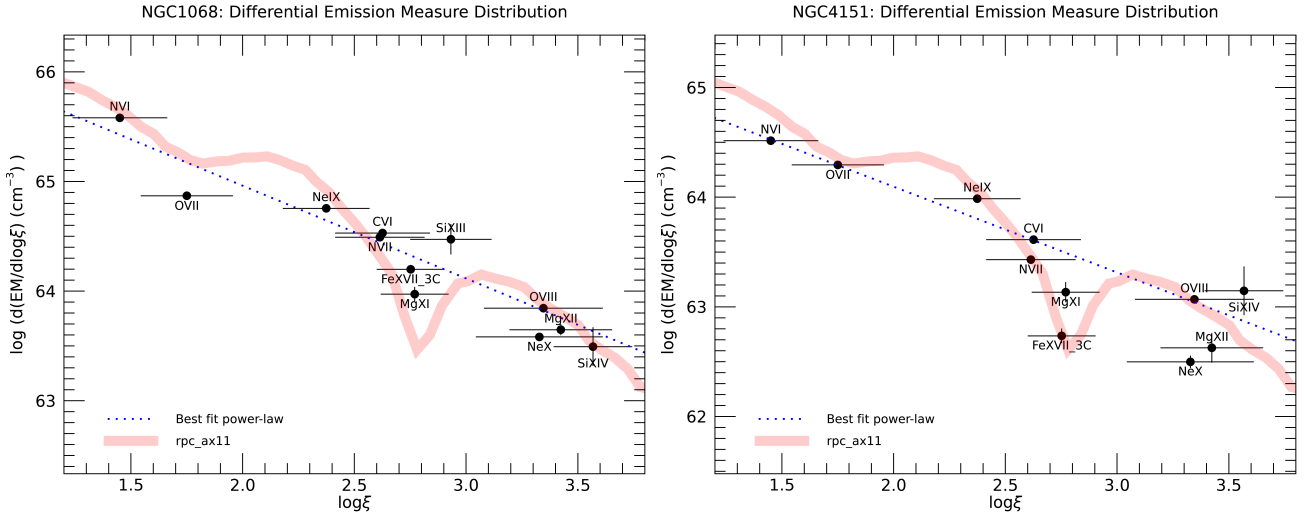 NGC1068: Differential Emission Measure Distribution
log (d(EM/dlogξ) (cm⁻³) )
66
65
64
63
NVI
OVII
NeIX
CVI
NVII
SiXIII
FeXVII_3C
MgXI
OVIII
MgXII
NeX
SiXIV
Best fit power-law
rpc_ax11
1.5 2.0 2.5 3.0 3.5
logξ
NGC4151: Differential Emission Measure Distribution
log (d(EM/dlogξ) (cm⁻³) )
65
64
63
62
NVI
OVII
NeIX
CVI
NVII
MgXI
FeXVII_3C
OVIII
SiXIV
MgXII
NeX
Best fit power-law
rpc_ax11
1.5 2.0 2.5 3.0 3.5
logξ